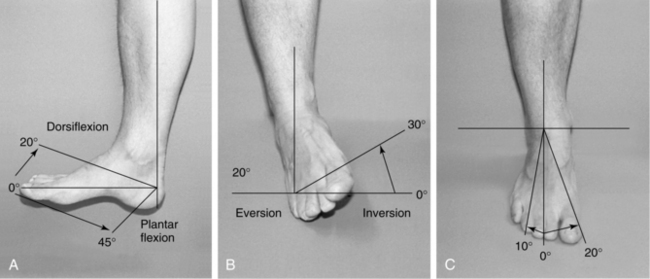 Dorsiflexion
20°
0°
45°
Plantar
flexion
A
30°
20°
0°
Eversion
Inversion
B
10°
0°
20°
C